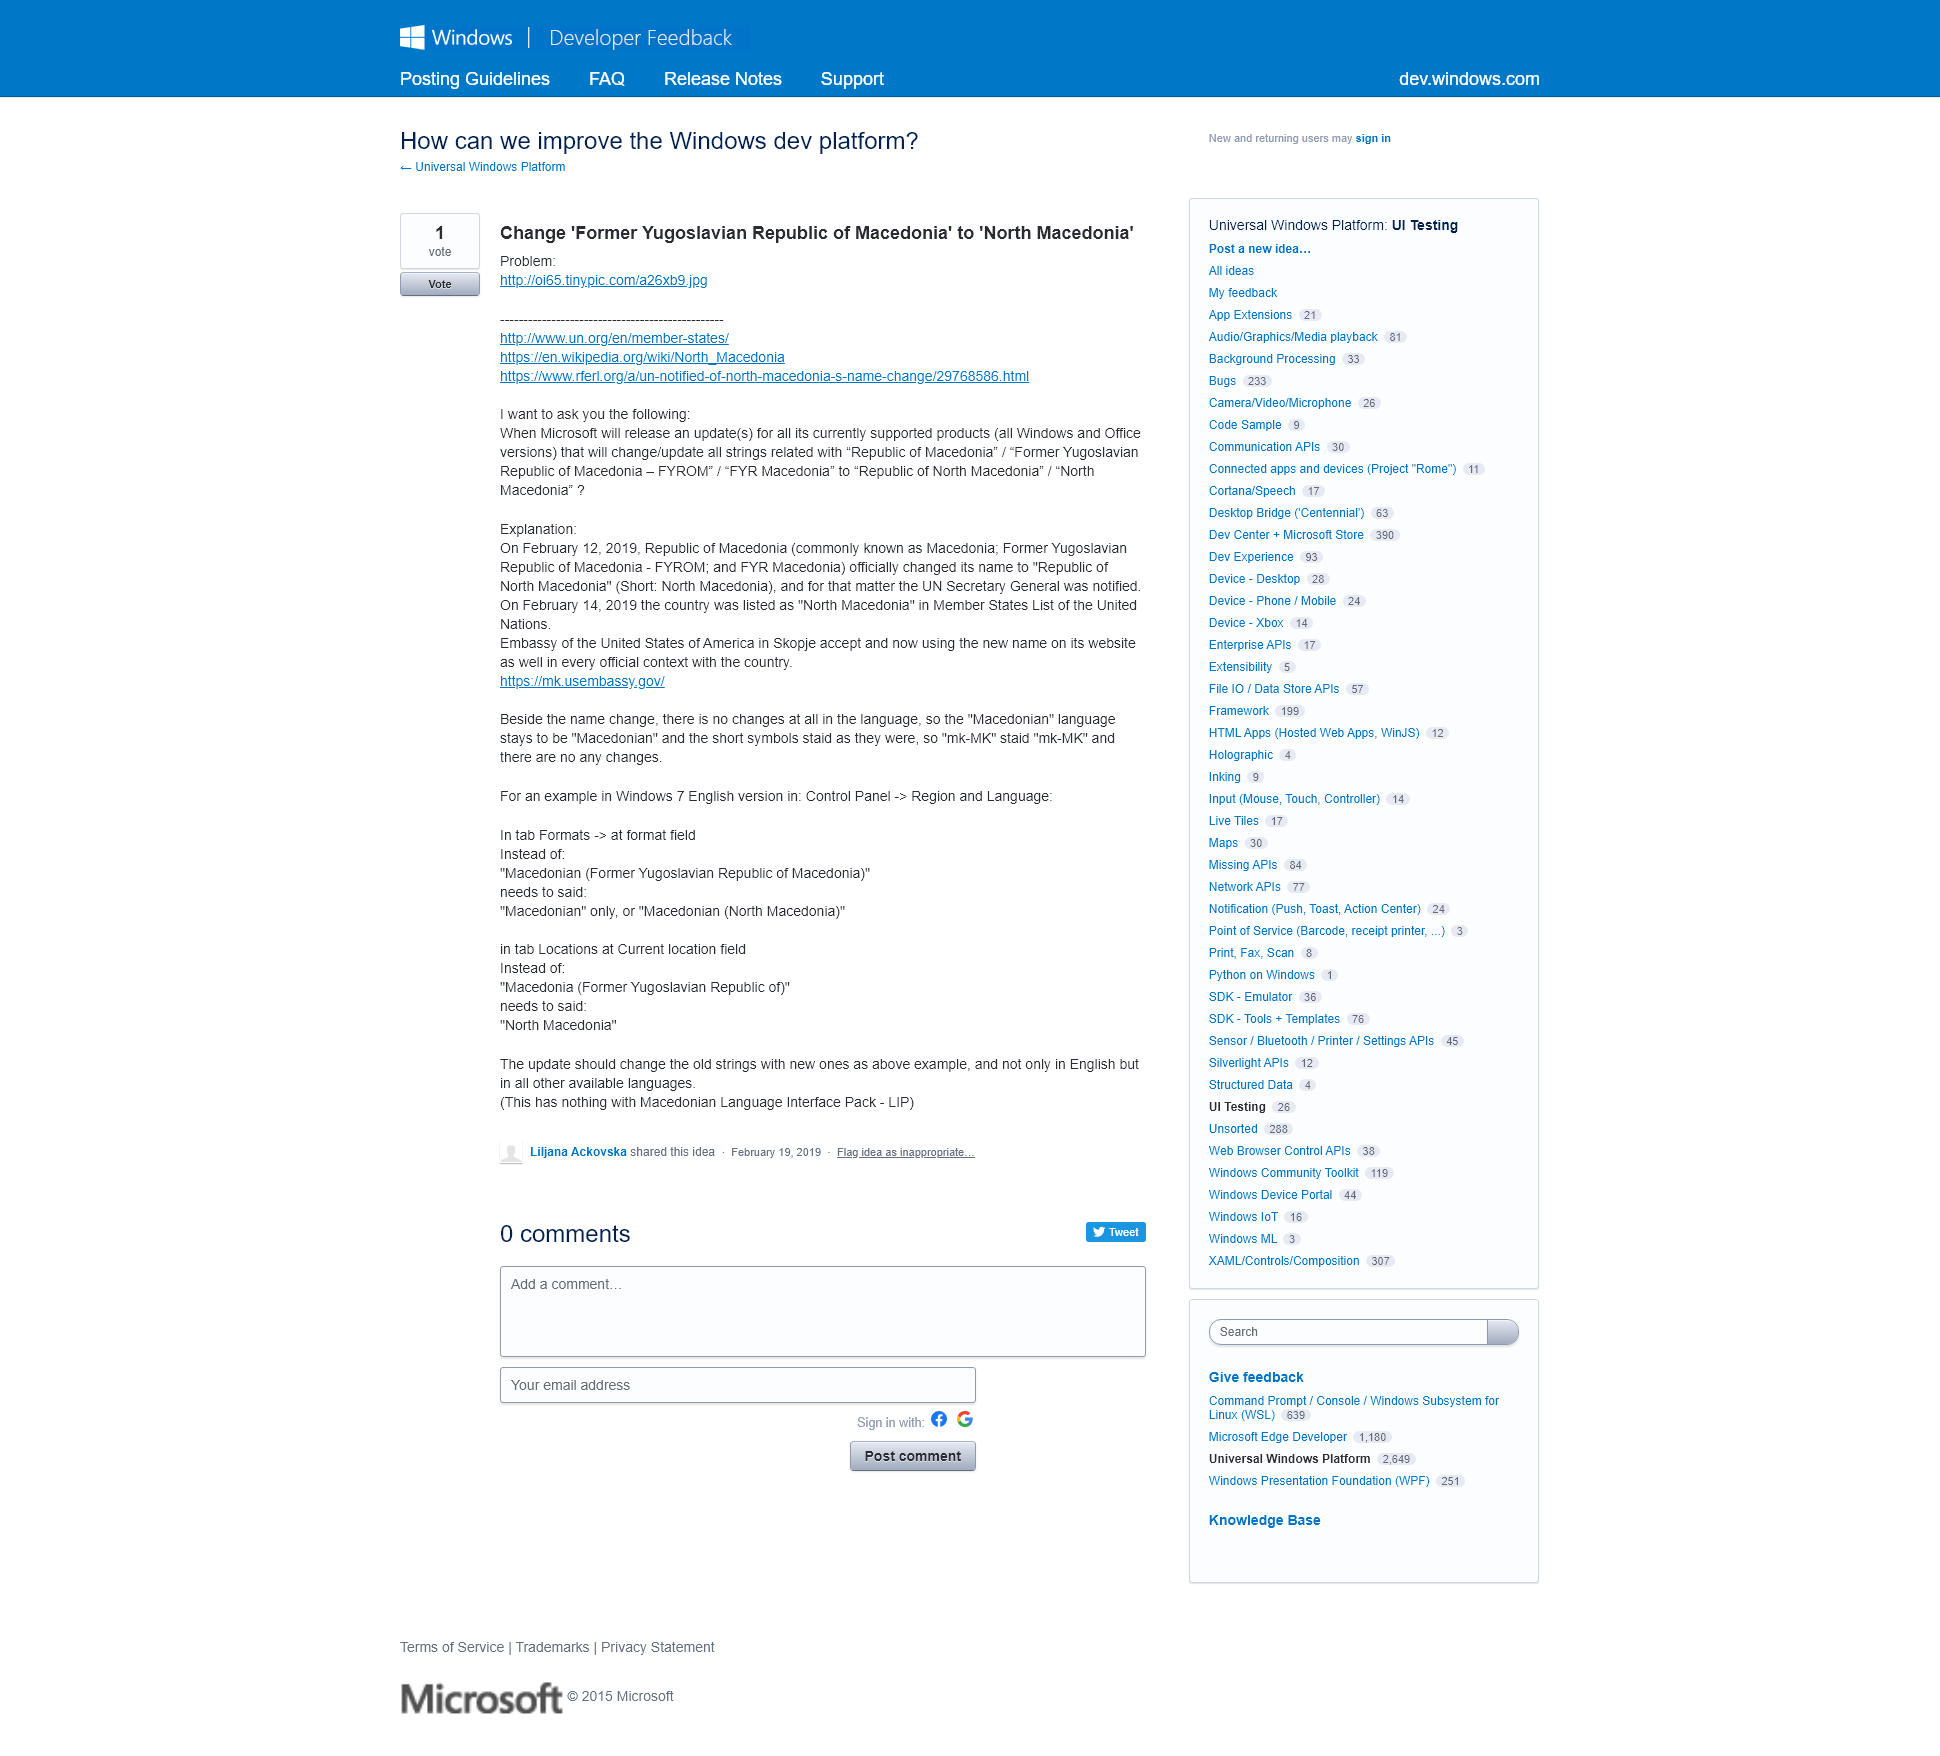 Windows | Developer Feedback
Posting Guidelines FAQ Release Notes Support dev.windows.com
How can we improve the Windows dev platform?
← Universal Windows Platform
New and returning users may sign in
1
vote
Vote
Change 'Former Yugoslavian Republic of Macedonia' to 'North Macedonia'
Problem:
http://oi65.tinypic.com/a26xb9.jpg
------------------------------------------------
http://www.un.org/en/member-states/
https://en.wikipedia.org/wiki/North_Macedonia
https://www.rferl.org/a/un-notified-of-north-macedonia-s-name-change/29768586.html
I want to ask you the following:
When Microsoft will release an update(s) for all its currently supported products (all Windows and Office
versions) that will change/update all strings related with “Republic of Macedonia” / “Former Yugoslavian
Republic of Macedonia – FYROM” / “FYR Macedonia” to “Republic of North Macedonia” / “North
Macedonia” ?
Explanation:
On February 12, 2019, Republic of Macedonia (commonly known as Macedonia; Former Yugoslavian
Republic of Macedonia - FYROM; and FYR Macedonia) officially changed its name to "Republic of
North Macedonia" (Short: North Macedonia), and for that matter the UN Secretary General was notified.
On February 14, 2019 the country was listed as "North Macedonia" in Member States List of the United
Nations.
Embassy of the United States of America in Skopje accept and now using the new name on its website
as well in every official context with the country.
https://mk.usembassy.gov/
Beside the name change, there is no changes at all in the language, so the "Macedonian" language
stays to be "Macedonian" and the short symbols staid as they were, so "mk-MK" staid "mk-MK" and
there are no any changes.
For an example in Windows 7 English version in: Control Panel -> Region and Language:
In tab Formats -> at format field
Instead of:
"Macedonian (Former Yugoslavian Republic of Macedonia)"
needs to said:
"Macedonian" only, or "Macedonian (North Macedonia)"
in tab Locations at Current location field
Instead of:
"Macedonia (Former Yugoslavian Republic of)"
needs to said:
"North Macedonia"
The update should change the old strings with new ones as above example, and not only in English but
in all other available languages.
(This has nothing with Macedonian Language Interface Pack - LIP)
Liljana Ackovska shared this idea · February 19, 2019 · Flag idea as inappropriate…
0 comments
Tweet
Add a comment…
Your email address
Sign in with:
Post comment
Universal Windows Platform: UI Testing
Post a new idea…
All ideas
My feedback
App Extensions 21
Audio/Graphics/Media playback 81
Background Processing 33
Bugs 233
Camera/Video/Microphone 26
Code Sample 9
Communication APIs 30
Connected apps and devices (Project "Rome") 11
Cortana/Speech 17
Desktop Bridge ('Centennial') 63
Dev Center + Microsoft Store 390
Dev Experience 93
Device - Desktop 28
Device - Phone / Mobile 24
Device - Xbox 14
Enterprise APIs 17
Extensibility 5
File IO / Data Store APIs 57
Framework 199
HTML Apps (Hosted Web Apps, WinJS) 12
Holographic 4
Inking 9
Input (Mouse, Touch, Controller) 14
Live Tiles 17
Maps 30
Missing APIs 84
Network APIs 77
Notification (Push, Toast, Action Center) 24
Point of Service (Barcode, receipt printer, ...) 3
Print, Fax, Scan 8
Python on Windows 1
SDK - Emulator 36
SDK - Tools + Templates 76
Sensor / Bluetooth / Printer / Settings APIs 45
Silverlight APIs 12
Structured Data 4
UI Testing 26
Unsorted 288
Web Browser Control APIs 38
Windows Community Toolkit 119
Windows Device Portal 44
Windows IoT 16
Windows ML 3
XAML/Controls/Composition 307
Search
Give feedback
Command Prompt / Console / Windows Subsystem for
Linux (WSL) 639
Microsoft Edge Developer 1,180
Universal Windows Platform 2,649
Windows Presentation Foundation (WPF) 251
Knowledge Base
Terms of Service | Trademarks | Privacy Statement
Microsoft © 2015 Microsoft